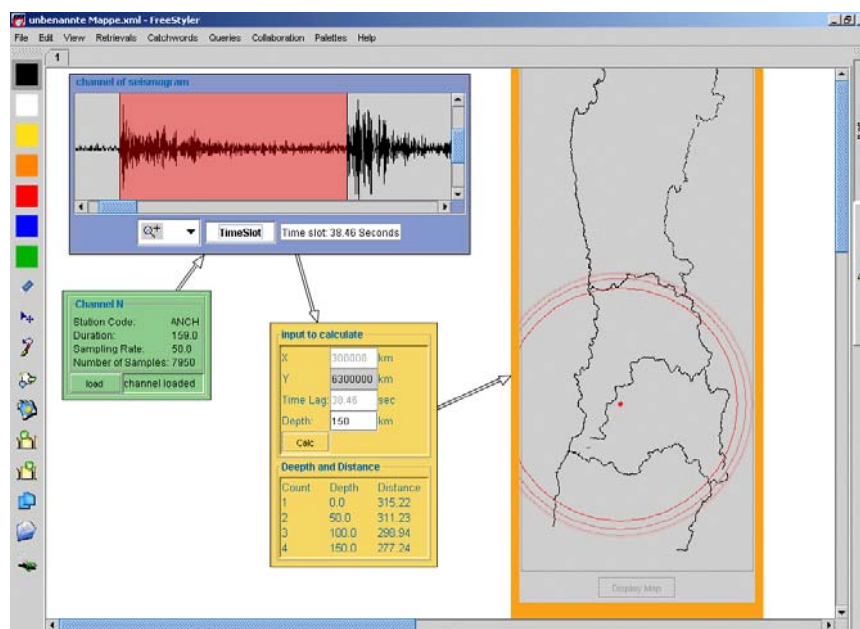 unbenannte Mappe.xml - FreeStyler
File Edit View Retrievals Catchwords Queries Collaboration Palettes Help
1
channel of seismogram
TimeSlot
Time slot: 38.46 Seconds
Channel N
Station Code: ANCH
Duration: 159.0
Sampling Rate: 50.0
Number of Samples: 7950
load channel loaded
Input to calculate
X 300000 km
Y 6300000 km
Time Lag: 38.46 sec
Depth: 150 km
Calc
Deepth and Distance
Count Depth Distance
1 0.0 315.22
2 50.0 311.23
3 100.0 298.94
4 150.0 277.24
Display Map